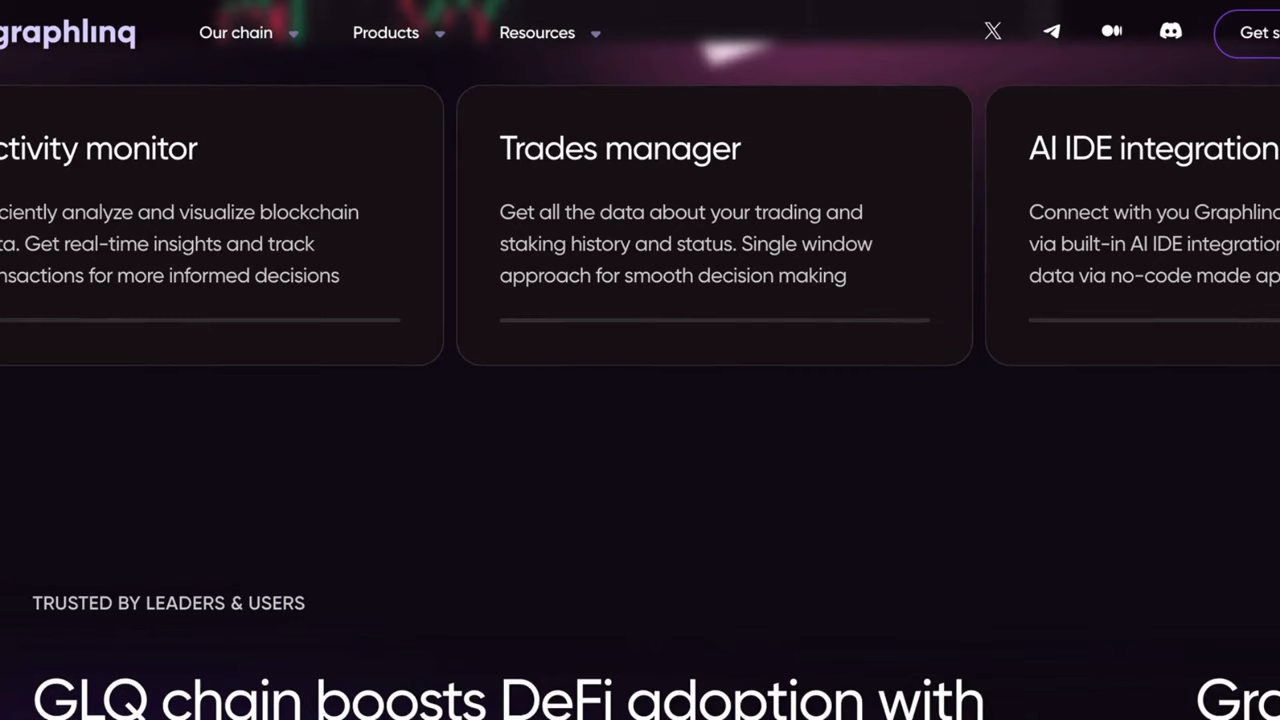 graphlınq
Our chain
Products
Resources
Get s
ctivity monitor
ciently analyze and visualize blockchain
ta. Get real-time insights and track
nsactions for more informed decisions
Trades manager
Get all the data about your trading and
staking history and status. Single window
approach for smooth decision making
AI IDE integration
Connect with you Graphlinq
via built-in AI IDE integration
data via no-code made ap
TRUSTED BY LEADERS & USERS
GLQ chain boosts DeFi adoption with
Gra